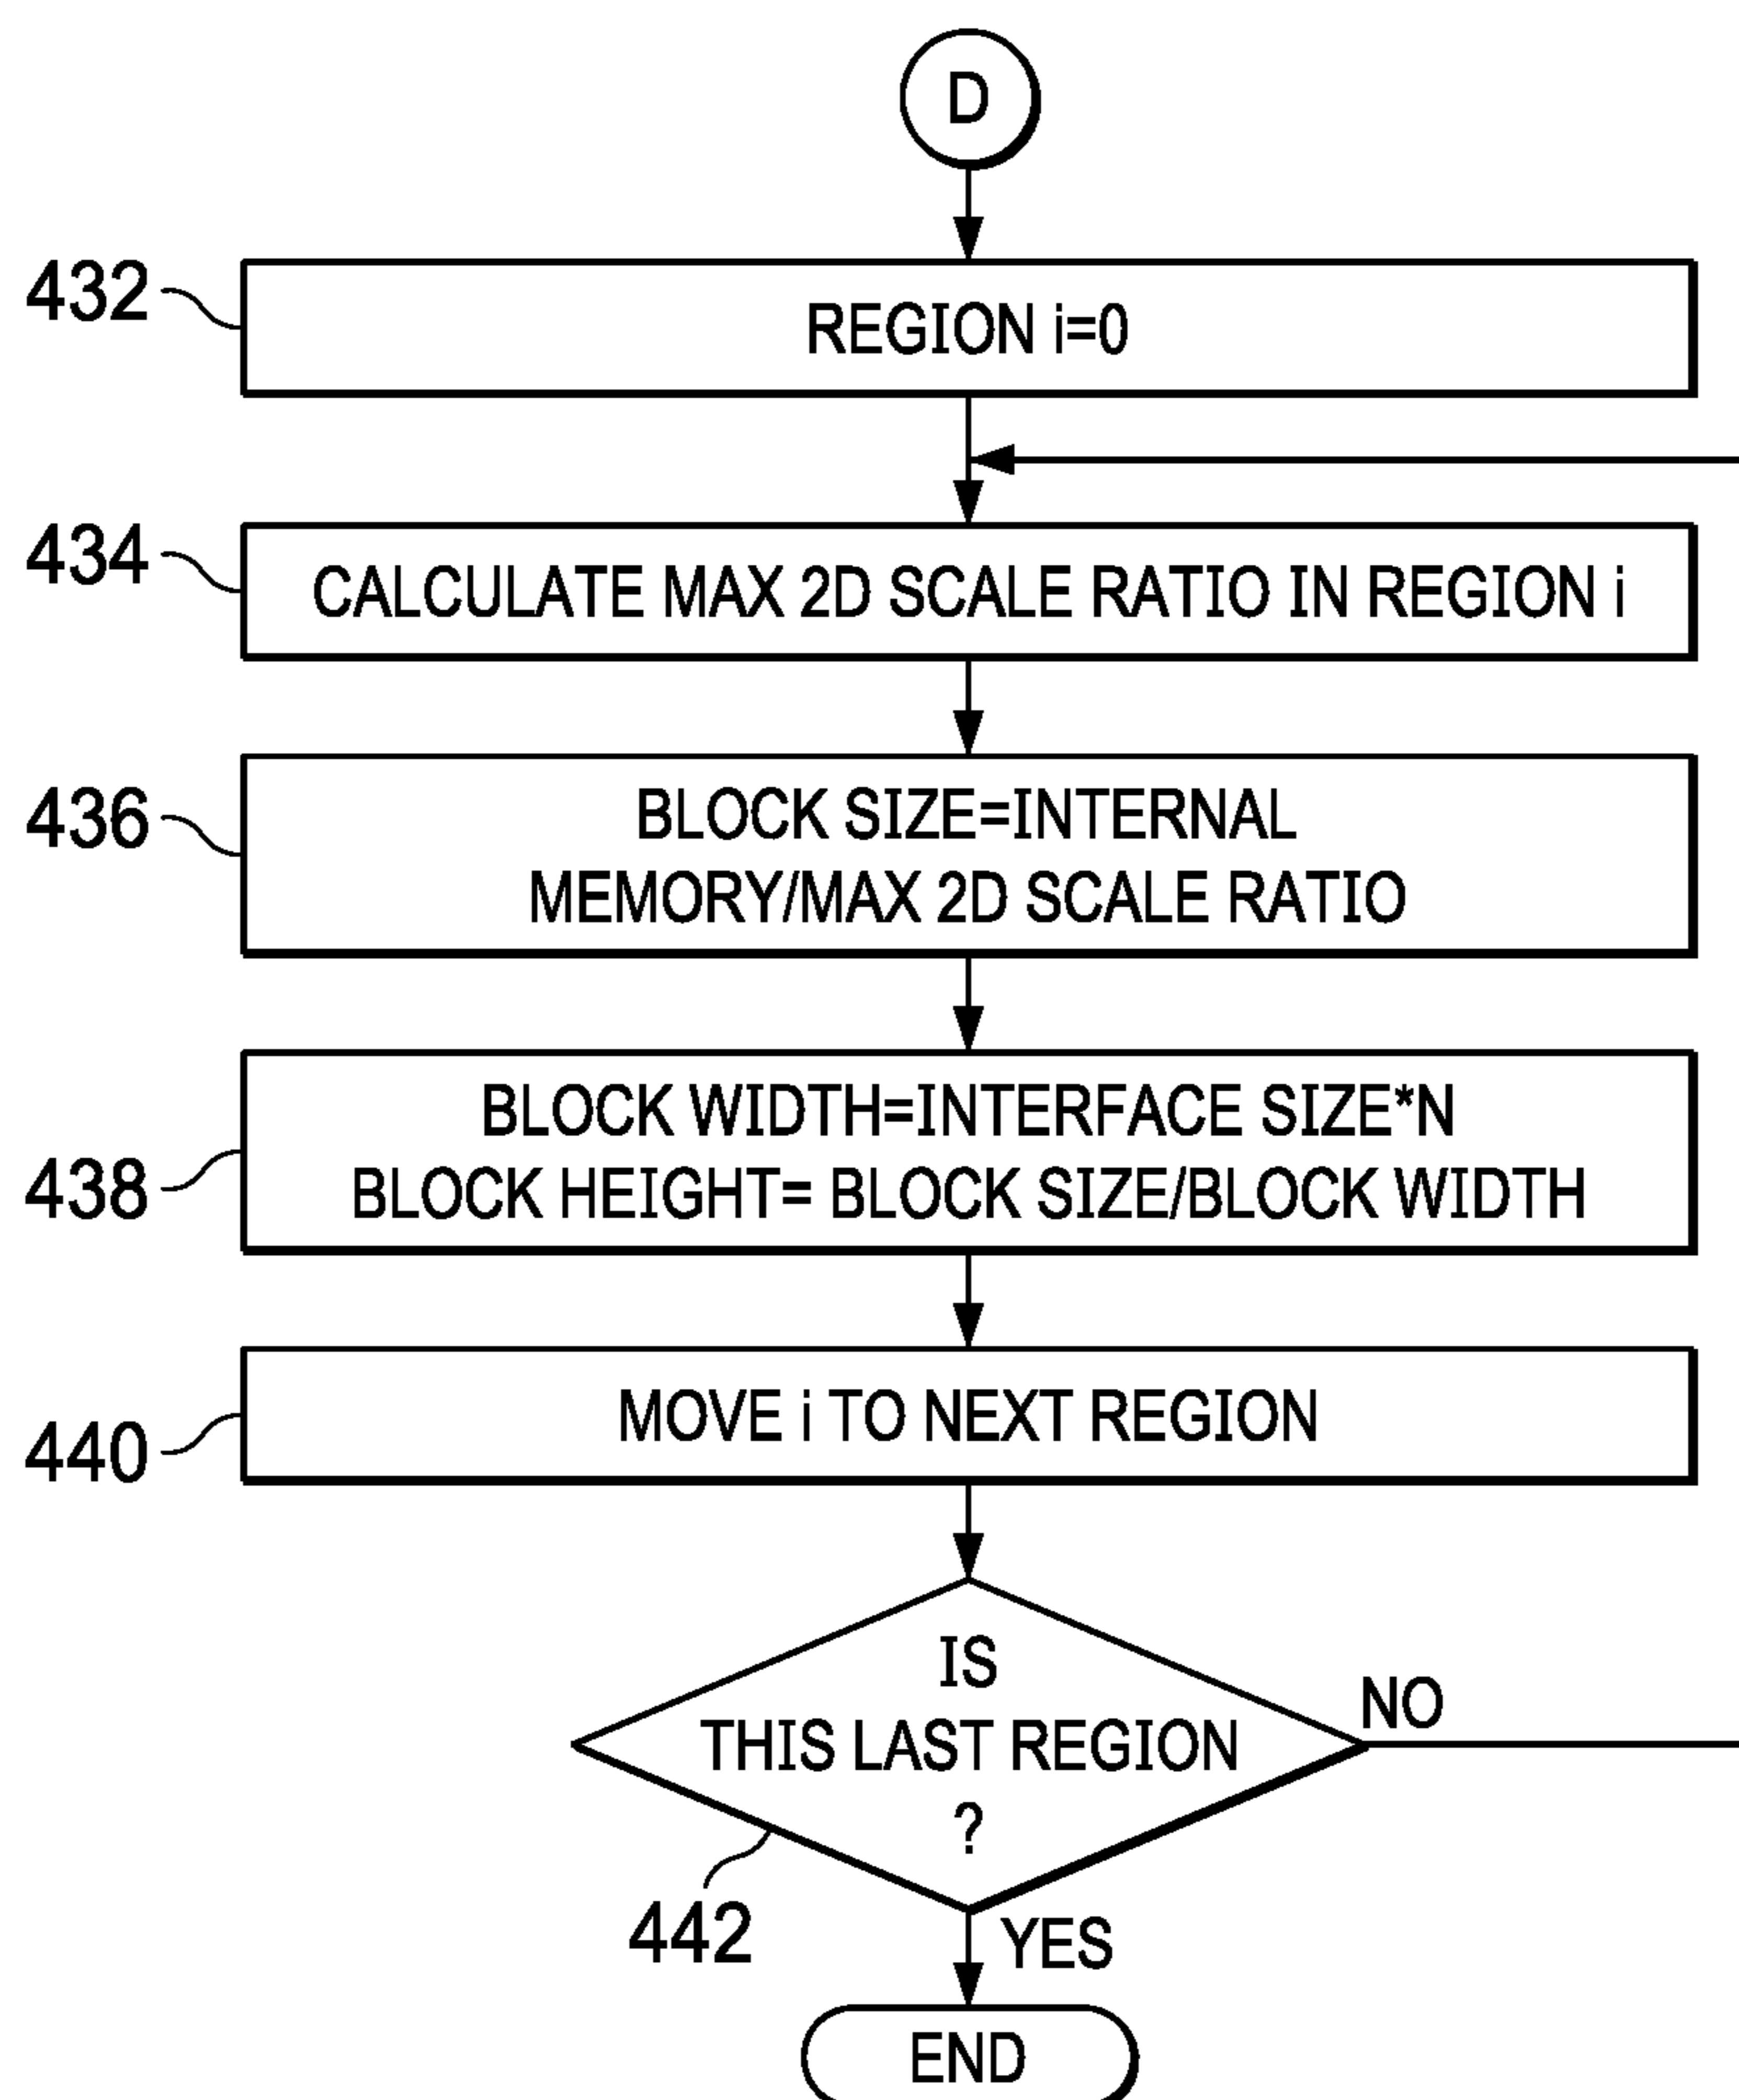 D
432
REGION i=0
434
CALCULATE MAX 2D SCALE RATIO IN REGION i
436
BLOCK SIZE=INTERNAL
MEMORY/MAX 2D SCALE RATIO
438
BLOCK WIDTH=INTERFACE SIZE*N
BLOCK HEIGHT= BLOCK SIZE/BLOCK WIDTH
440
MOVE i TO NEXT REGION
IS
THIS LAST REGION
?
NO
442
YES
END